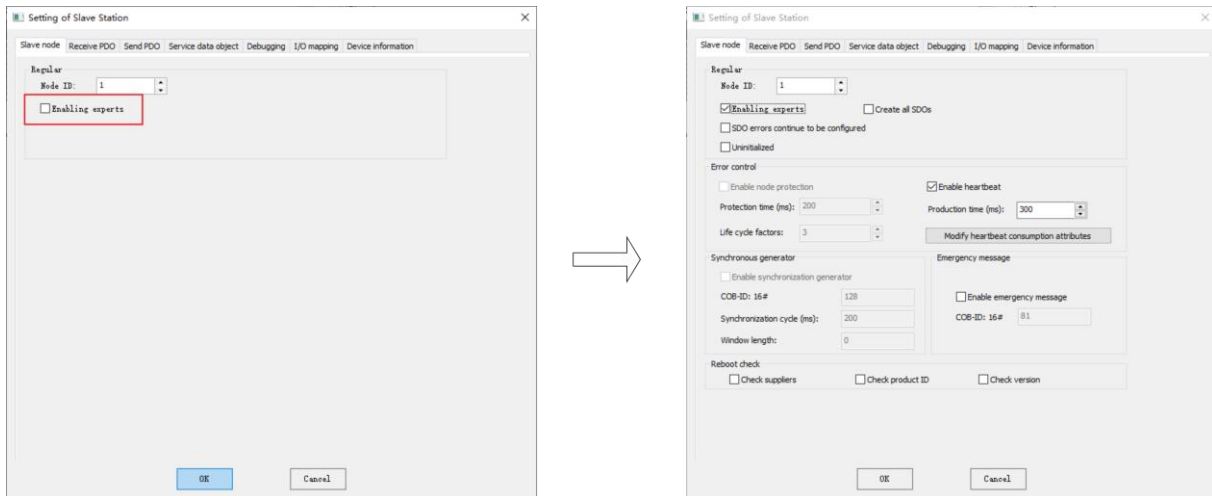 Setting of Slave Station
Slave node Receive PDO Send PDO Service data object Debugging I/O mapping Device information
Regular
Node ID: 1
Enabling experts
OK Cancel
Setting of Slave Station
Slave node Receive PDO Send PDO Service data object Debugging I/O mapping Device information
Regular
Node ID: 1
Enabling experts Create all SDOs
SDO errors continue to be configured
Uninitialized
Error control
Enable node protection Enable heartbeat
Protection time (ms): 200 Production time (ms): 300
Life cycle factors: 3 Modify heartbeat consumption attributes
Synchronous generator Emergency message
Enable synchronization generator
COB-ID: 16# 128 Enable emergency message
Synchronization cycle (ms): 200 COB-ID: 16# 81
Window length: 0
Reboot check
Check suppliers Check product ID Check version
OK Cancel